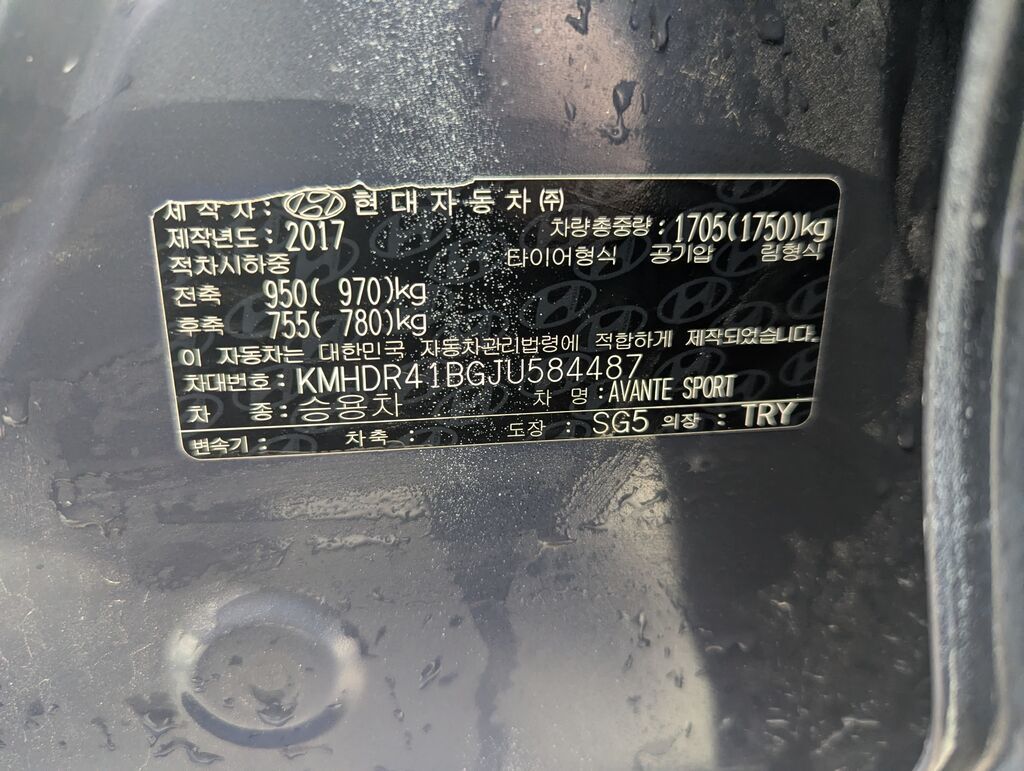 제작자: 현대자동차㈜
제작년도: 2017 차량총중량: 1705(1750)kg
적차시하중 타이어형식 공기압 림형식
전축 950( 970)kg
후축 755( 780)kg
이 자동차는 대한민국 자동차관리법령에 적합하게 제작되었습니다.
차대번호: KMHDR41BGJU584487
차 종: 승용차 차 명: AVANTE SPORT
변속기: 차축: 도장: SG5 의장: TRY